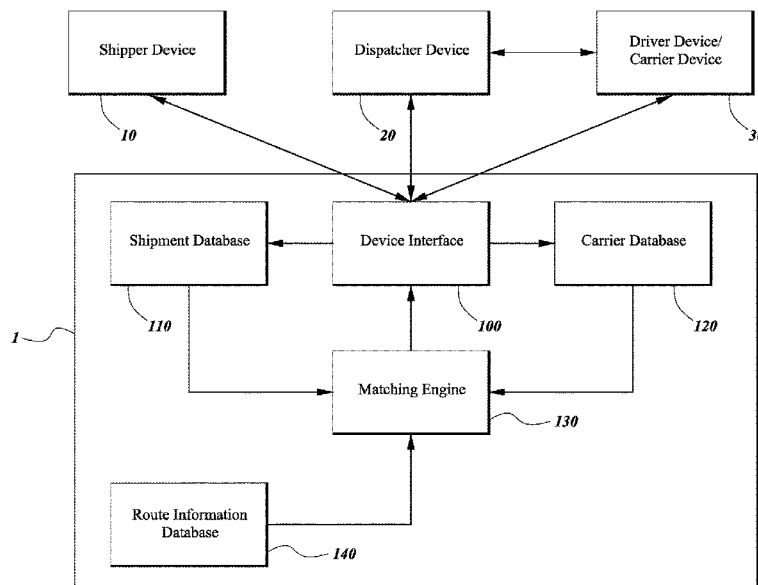 Shipper Device
Dispatcher Device
Driver Device/
Carrier Device
10
20
Shipment Database
Device Interface
Carrier Database
110
100
120
1
Matching Engine
130
Route Information
Database
140